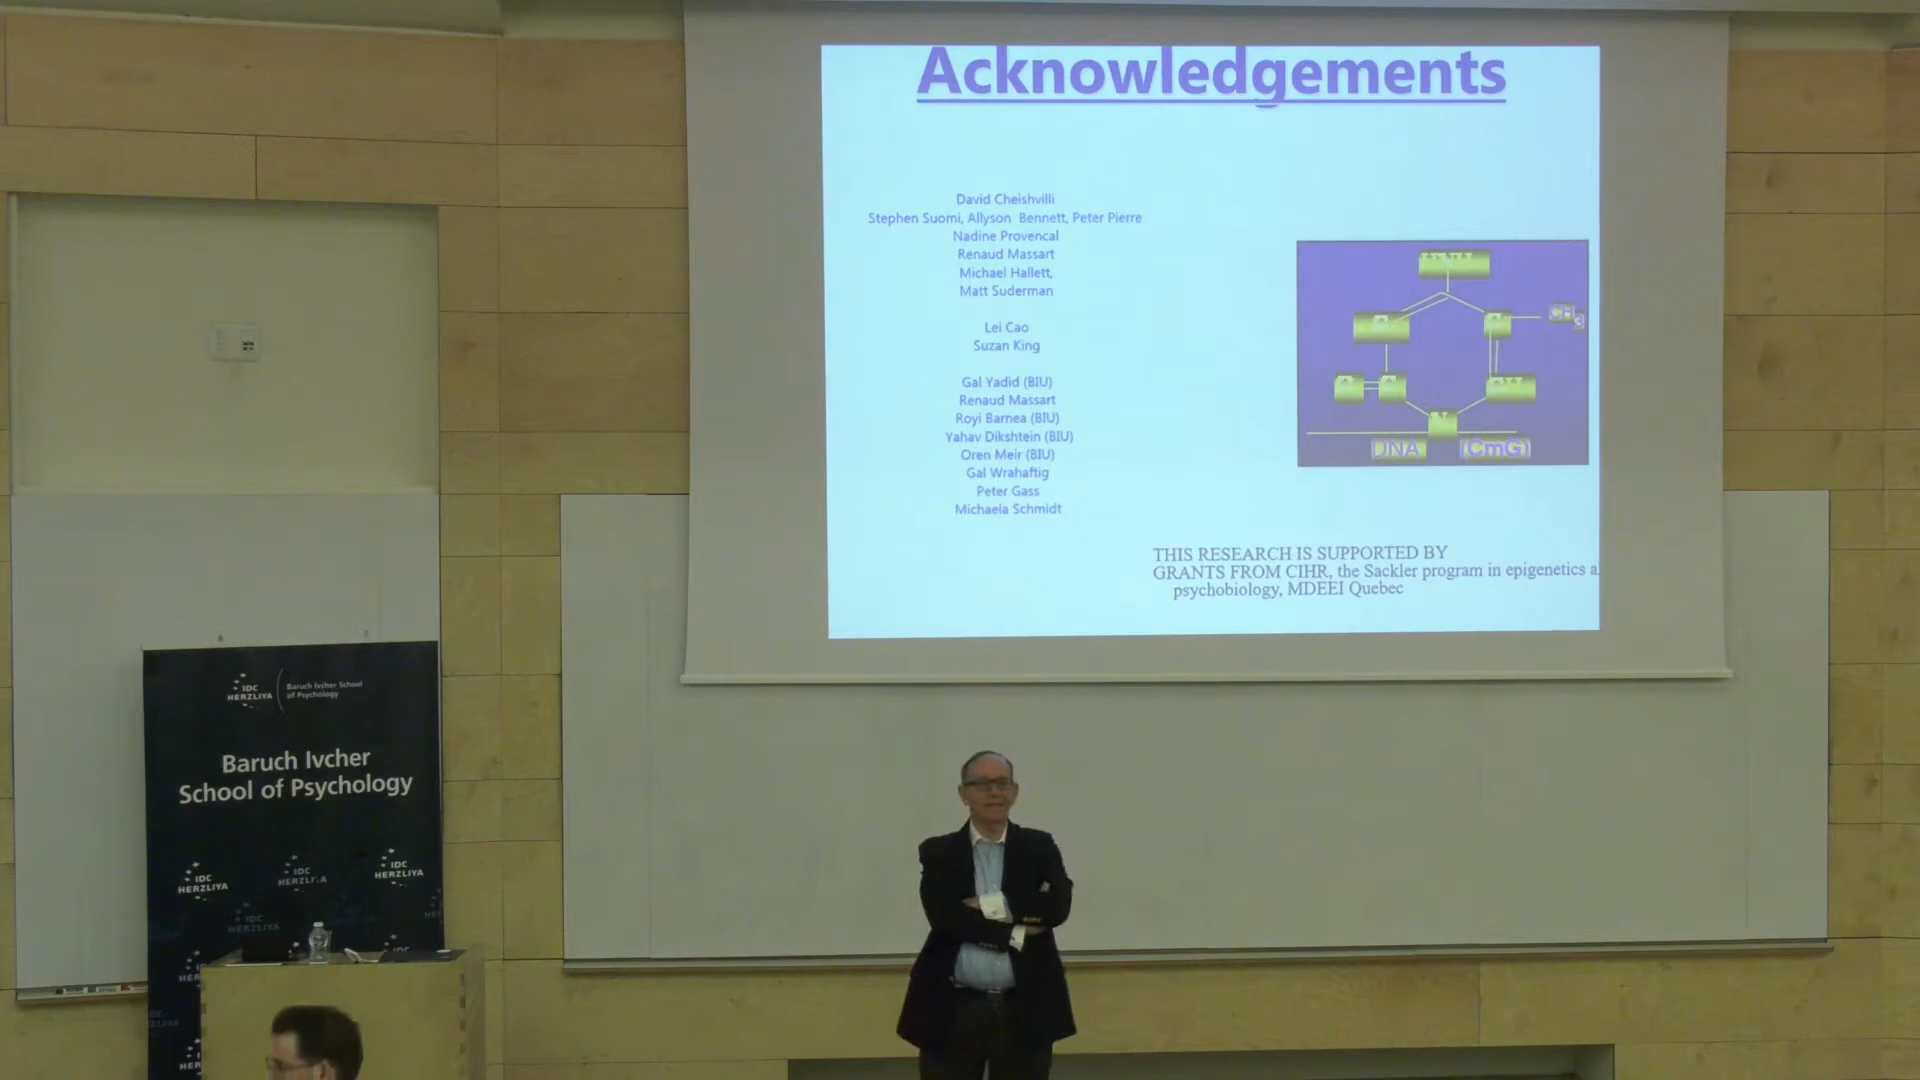 Acknowledgements
David Cheishvilli
Stephen Suomi, Allyson Bennett, Peter Pierre
Nadine Provencal
Renaud Massart
Michael Hallett,
Matt Suderman
Lei Cao
Suzan King
Gal Yadid (BIU)
Renaud Massart
Royi Barnea (BIU)
Yahav Dikshtein (BIU)
Oren Meir (BIU)
Gal Wrahaftig
Peter Gass
Michaela Schmidt
CH3
C
N
DNA (CmG)
THIS RESEARCH IS SUPPORTED BY
GRANTS FROM CIHR, the Sackler program in epigenetics a
psychobiology, MDEEI Quebec
IDC
HERZLIYA
Baruch Ivcher School
of Psychology
Baruch Ivcher
School of Psychology
IDC
HERZLIYA
IDC
HERZLIYA
IDC
HERZLIYA
IDC
HERZLIYA